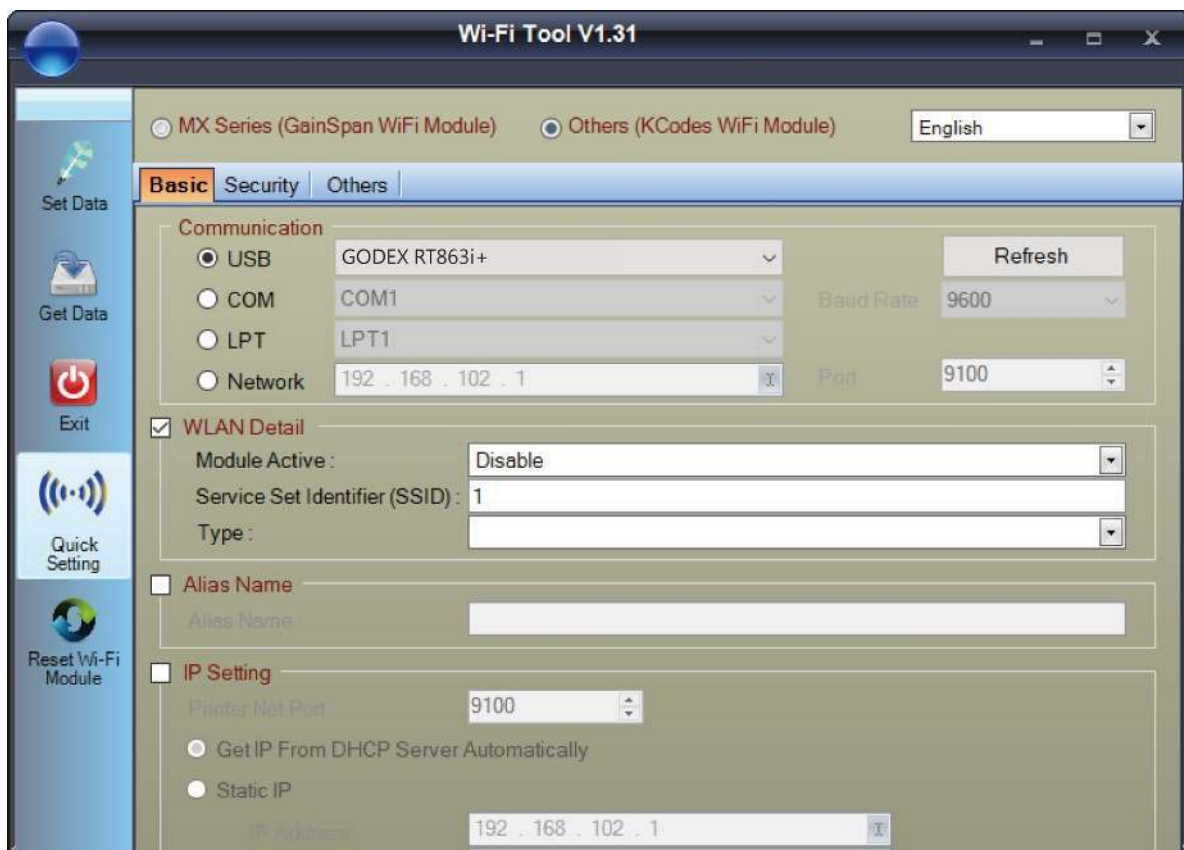 Wi-Fi Tool V1.31
MX Series (GainSpan WiFi Module) Others (KCodes WiFi Module) English
Set Data
Get Data
Exit
Quick
Setting
Reset Wi-Fi
Module
Basic Security Others
Communication
USB GODEX RT863i+ Refresh
COM COM1 Baud Rate 9600
LPT LPT1
Network 192 . 168 . 102 . 1 Port 9100
WLAN Detail
Module Active : Disable
Service Set Identifier (SSID) : 1
Type :
Alias Name
Alias Name :
IP Setting
Printer Net Port 9100
Get IP From DHCP Server Automatically
Static IP
IP Address 192 . 168 . 102 . 1